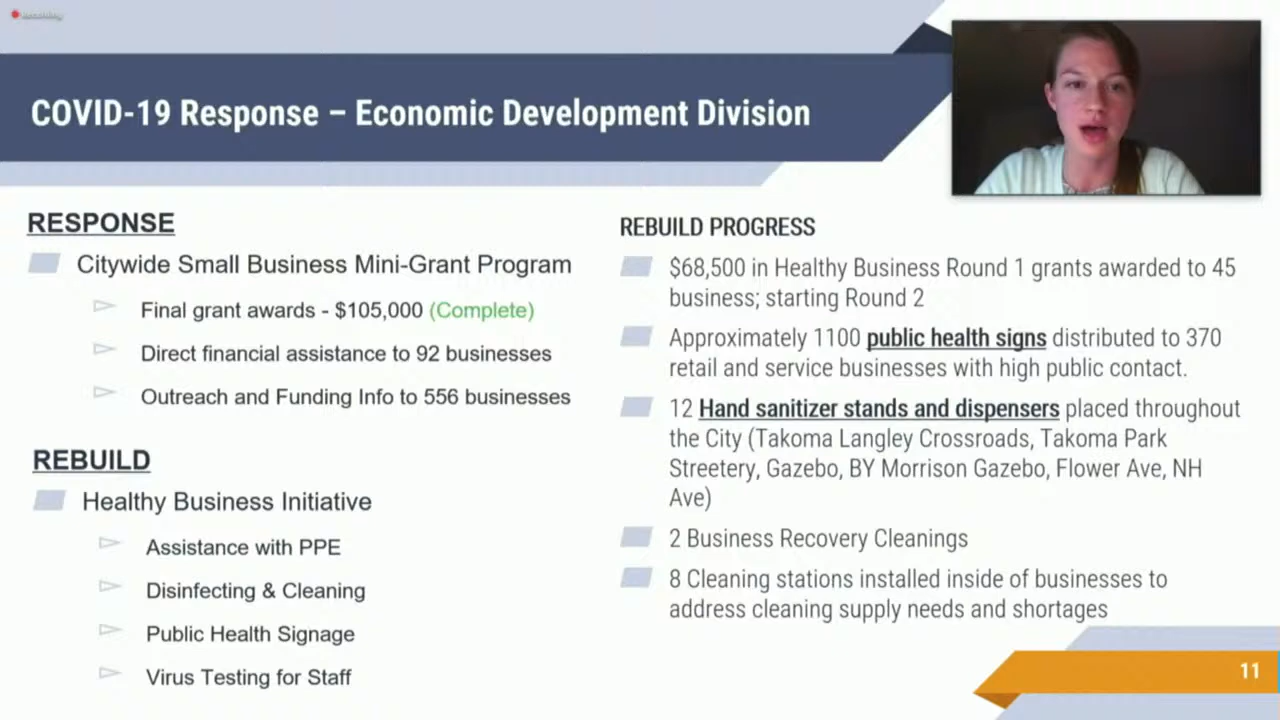 Recording
COVID-19 Response – Economic Development Division
RESPONSE
Citywide Small Business Mini-Grant Program
Final grant awards - $105,000 (Complete)
Direct financial assistance to 92 businesses
Outreach and Funding Info to 556 businesses
REBUILD
Healthy Business Initiative
Assistance with PPE
Disinfecting & Cleaning
Public Health Signage
Virus Testing for Staff
REBUILD PROGRESS
$68,500 in Healthy Business Round 1 grants awarded to 45
business; starting Round 2
Approximately 1100 public health signs distributed to 370
retail and service businesses with high public contact.
12 Hand sanitizer stands and dispensers placed throughout
the City (Takoma Langley Crossroads, Takoma Park
Streetery, Gazebo, BY Morrison Gazebo, Flower Ave, NH
Ave)
2 Business Recovery Cleanings
8 Cleaning stations installed inside of businesses to
address cleaning supply needs and shortages
11